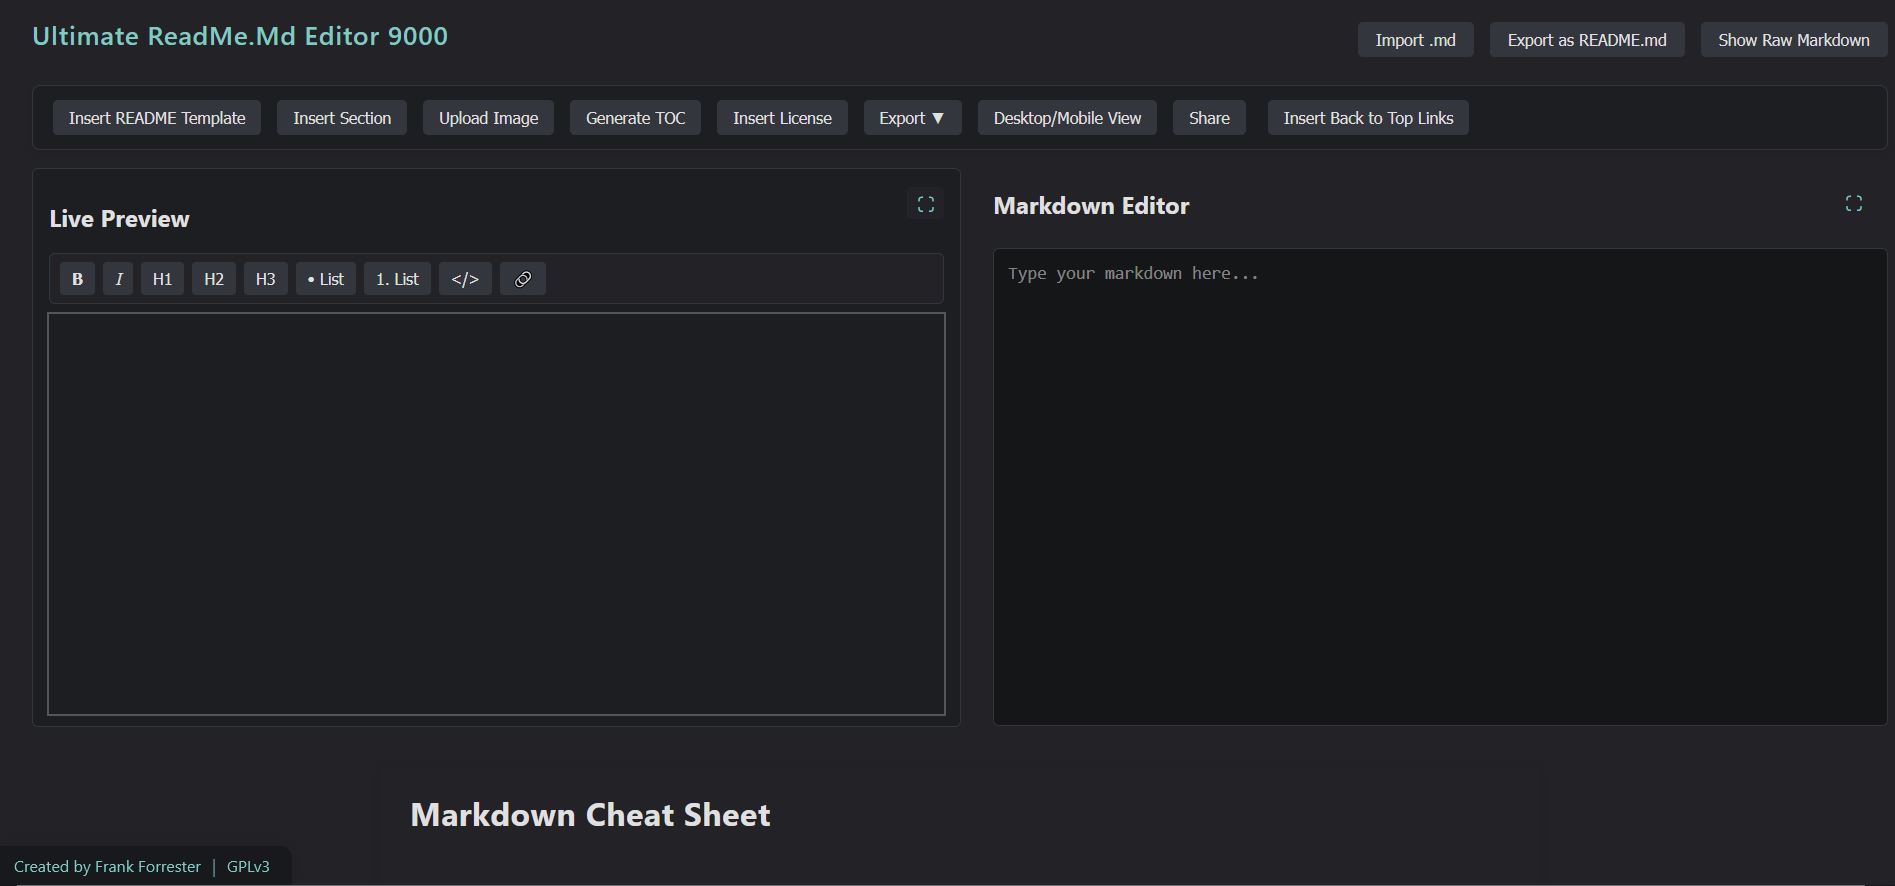 Ultimate ReadMe.Md Editor 9000
Import .md
Export as README.md
Show Raw Markdown
Insert README Template
Insert Section
Upload Image
Generate TOC
Insert License
Export ▼
Desktop/Mobile View
Share
Insert Back to Top Links
Live Preview
B
I
H1
H2
H3
• List
1. List
</>
Markdown Editor
Type your markdown here...
Markdown Cheat Sheet
Created by Frank Forrester | GPLv3